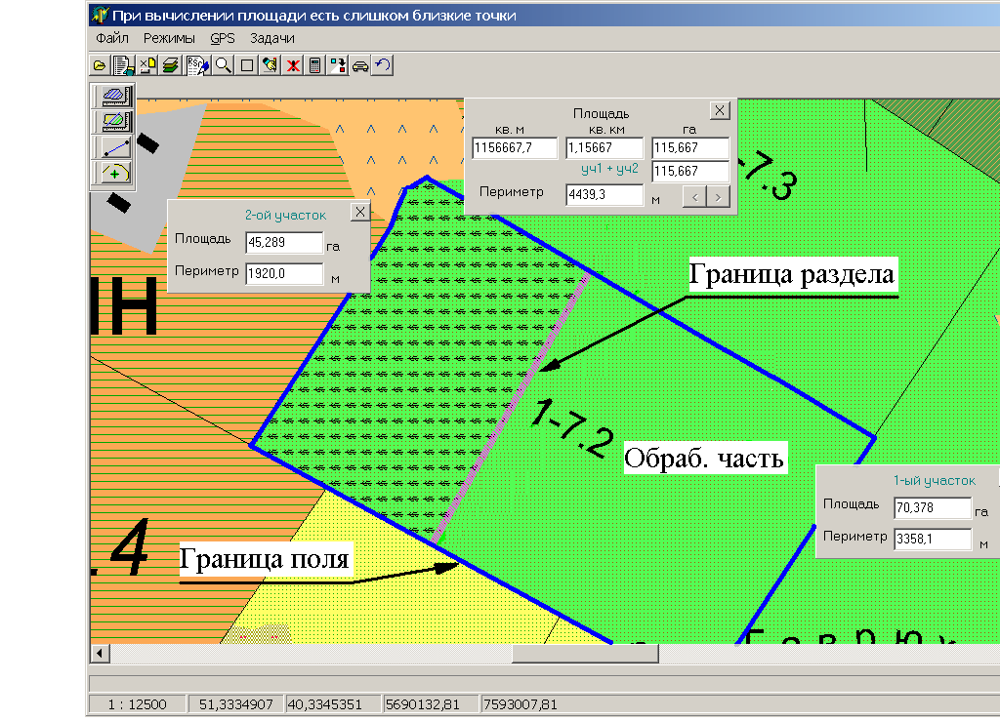 При вычислении площади есть слишком близкие точки
Файл Режимы GPS Задачи
Площадь
кв. м кв. км га
1156667,7 1,15667 115,667
уч1 + уч2 115,667
Периметр 4439,3 м
< >
1-7.3
2-ой участок
Площадь 45,289 га
Периметр 1920,0 м
Граница раздела
ІН
1-7.2
Обраб. часть
1-ый участок
Площадь 70,378 га
Периметр 3358,1 м
.4
Граница поля
Гаврюк
1 : 12500 51,3334907 40,3345351 5690132,81 7593007,81